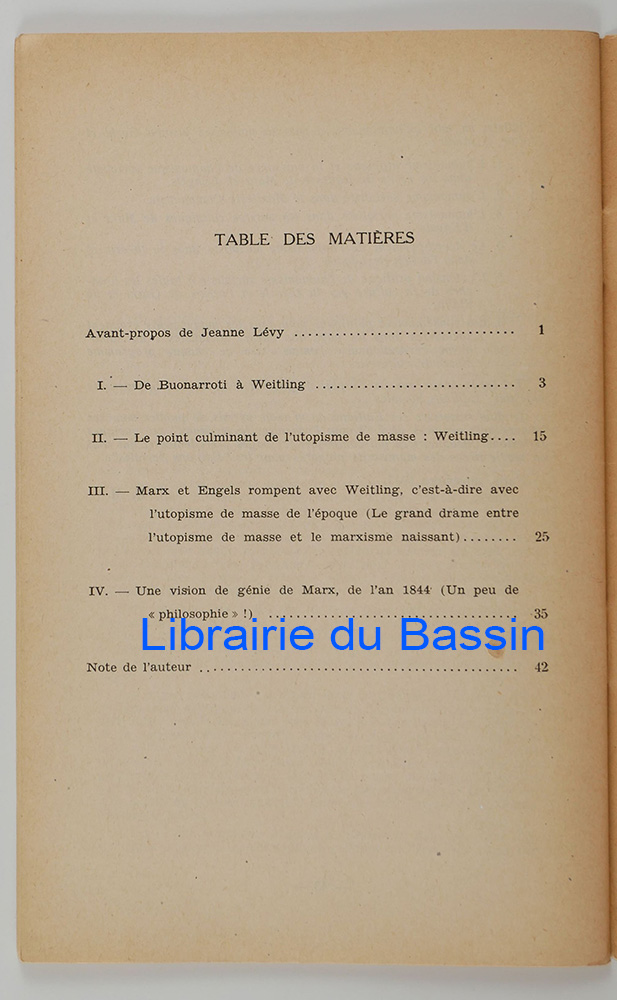 TABLE DES MATIÈRES
Avant-propos de Jeanne Lévy ................................ 1
I. — De Buonarroti à Weitling ............................. 3
II. — Le point culminant de l'utopisme de masse : Weitling.... 15
III. — Marx et Engels rompent avec Weitling, c'est-à-dire avec
l'utopisme de masse de l'époque (Le grand drame entre
l'utopisme de masse et le marxisme naissant)........ 25
IV. — Une vision de génie de Marx, de l'an 1844 (Un peu de
« philosophie » !) .................................... 35
Librairie du Bassin
Note de l'auteur .............................................. 42